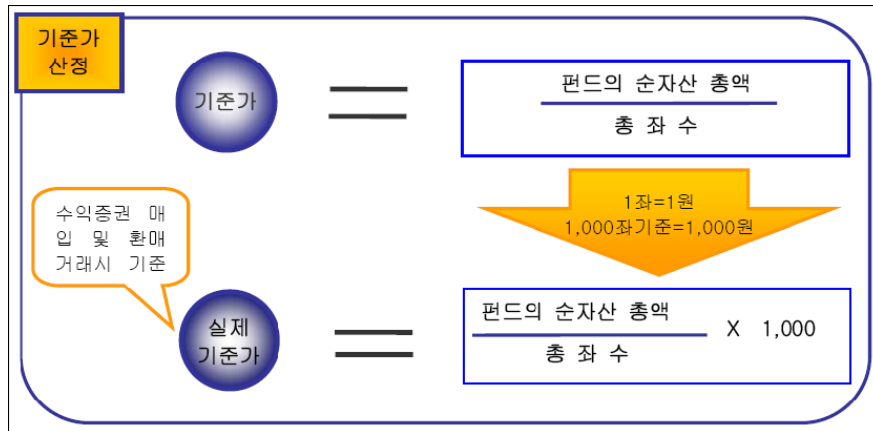 기준가
산정
기준가
펀드의 순자산 총액
총 좌 수
1좌=1원
1,000좌기준=1,000원
수익증권 매
입 및 환매
거래시 기준
실제
기준가
펀드의 순자산 총액
총 좌 수
X 1,000